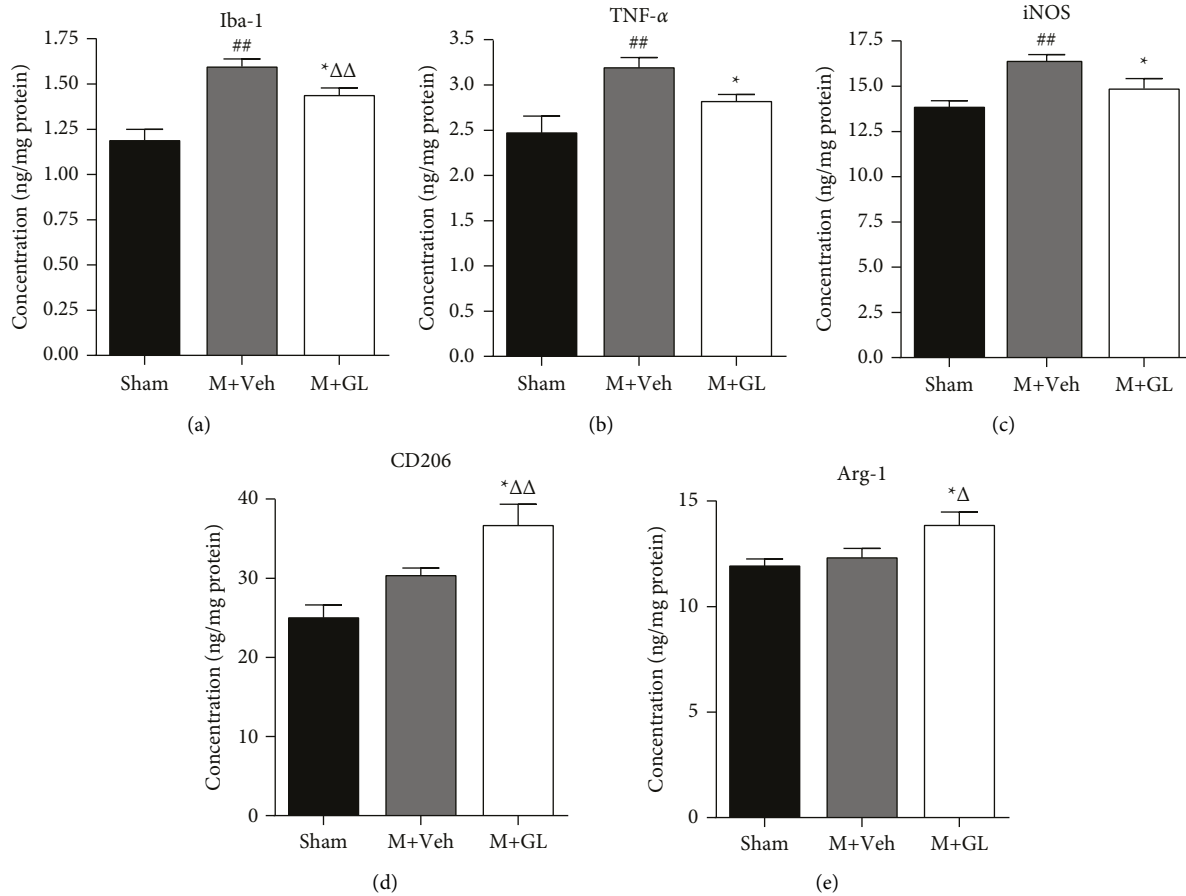 Iba-1
Concentration (ng/mg protein)
1.75
1.50
1.25
1.00
0.75
0.50
0.25
0.00
##
*ΔΔ
Sham M+Veh M+GL
(a)
TNF-α
Concentration (ng/mg protein)
3.5
3.0
2.5
2.0
1.5
1.0
0.5
0.0
##
*
Sham M+Veh M+GL
(b)
iNOS
Concentration (ng/mg protein)
17.5
15.0
12.5
10.0
7.5
5.0
2.5
0.0
##
*
Sham M+Veh M+GL
(c)
CD206
Concentration (ng/mg protein)
40
30
20
10
0
*ΔΔ
Sham M+Veh M+GL
(d)
Arg-1
Concentration (ng/mg protein)
15
10
5
0
*Δ
Sham M+Veh M+GL
(e)